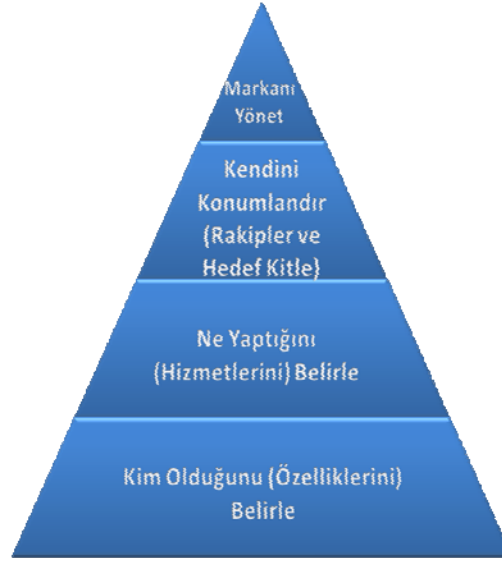 Markanı
Yönet
Kendini
Konumlandır
(Rakipler ve
Hedef Kitle)
Ne Yaptığını
(Hizmetlerini) Belirle
Kim Olduğunu (Özelliklerini)
Belirle